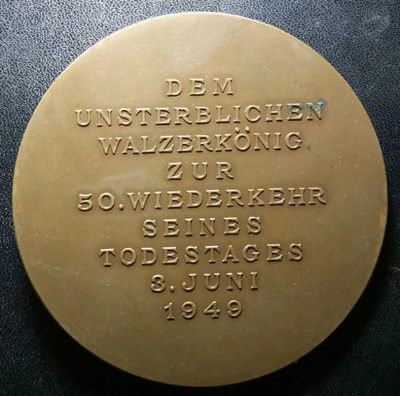 DEM
UNSTERBLICHEN
WALZERKÖNIG
ZUR
50. WIEDERKEHR
SEINES
TODESTAGES
3. JUNI
1949